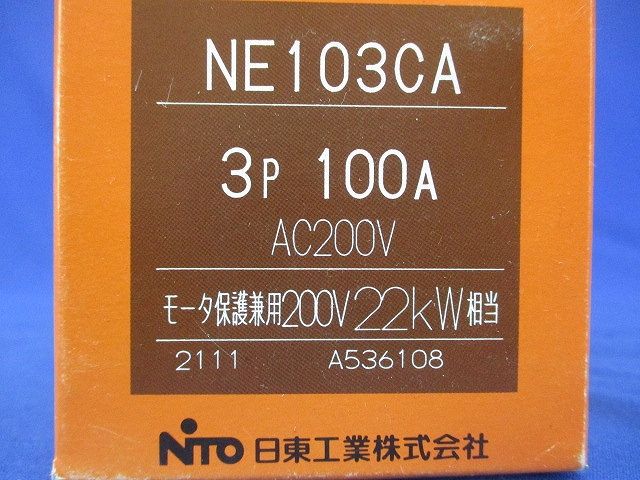 NE103CA
3P 100A
AC200V
モータ保護兼用200V22kW相当
2111 A536108
NITO 日東工業株式会社